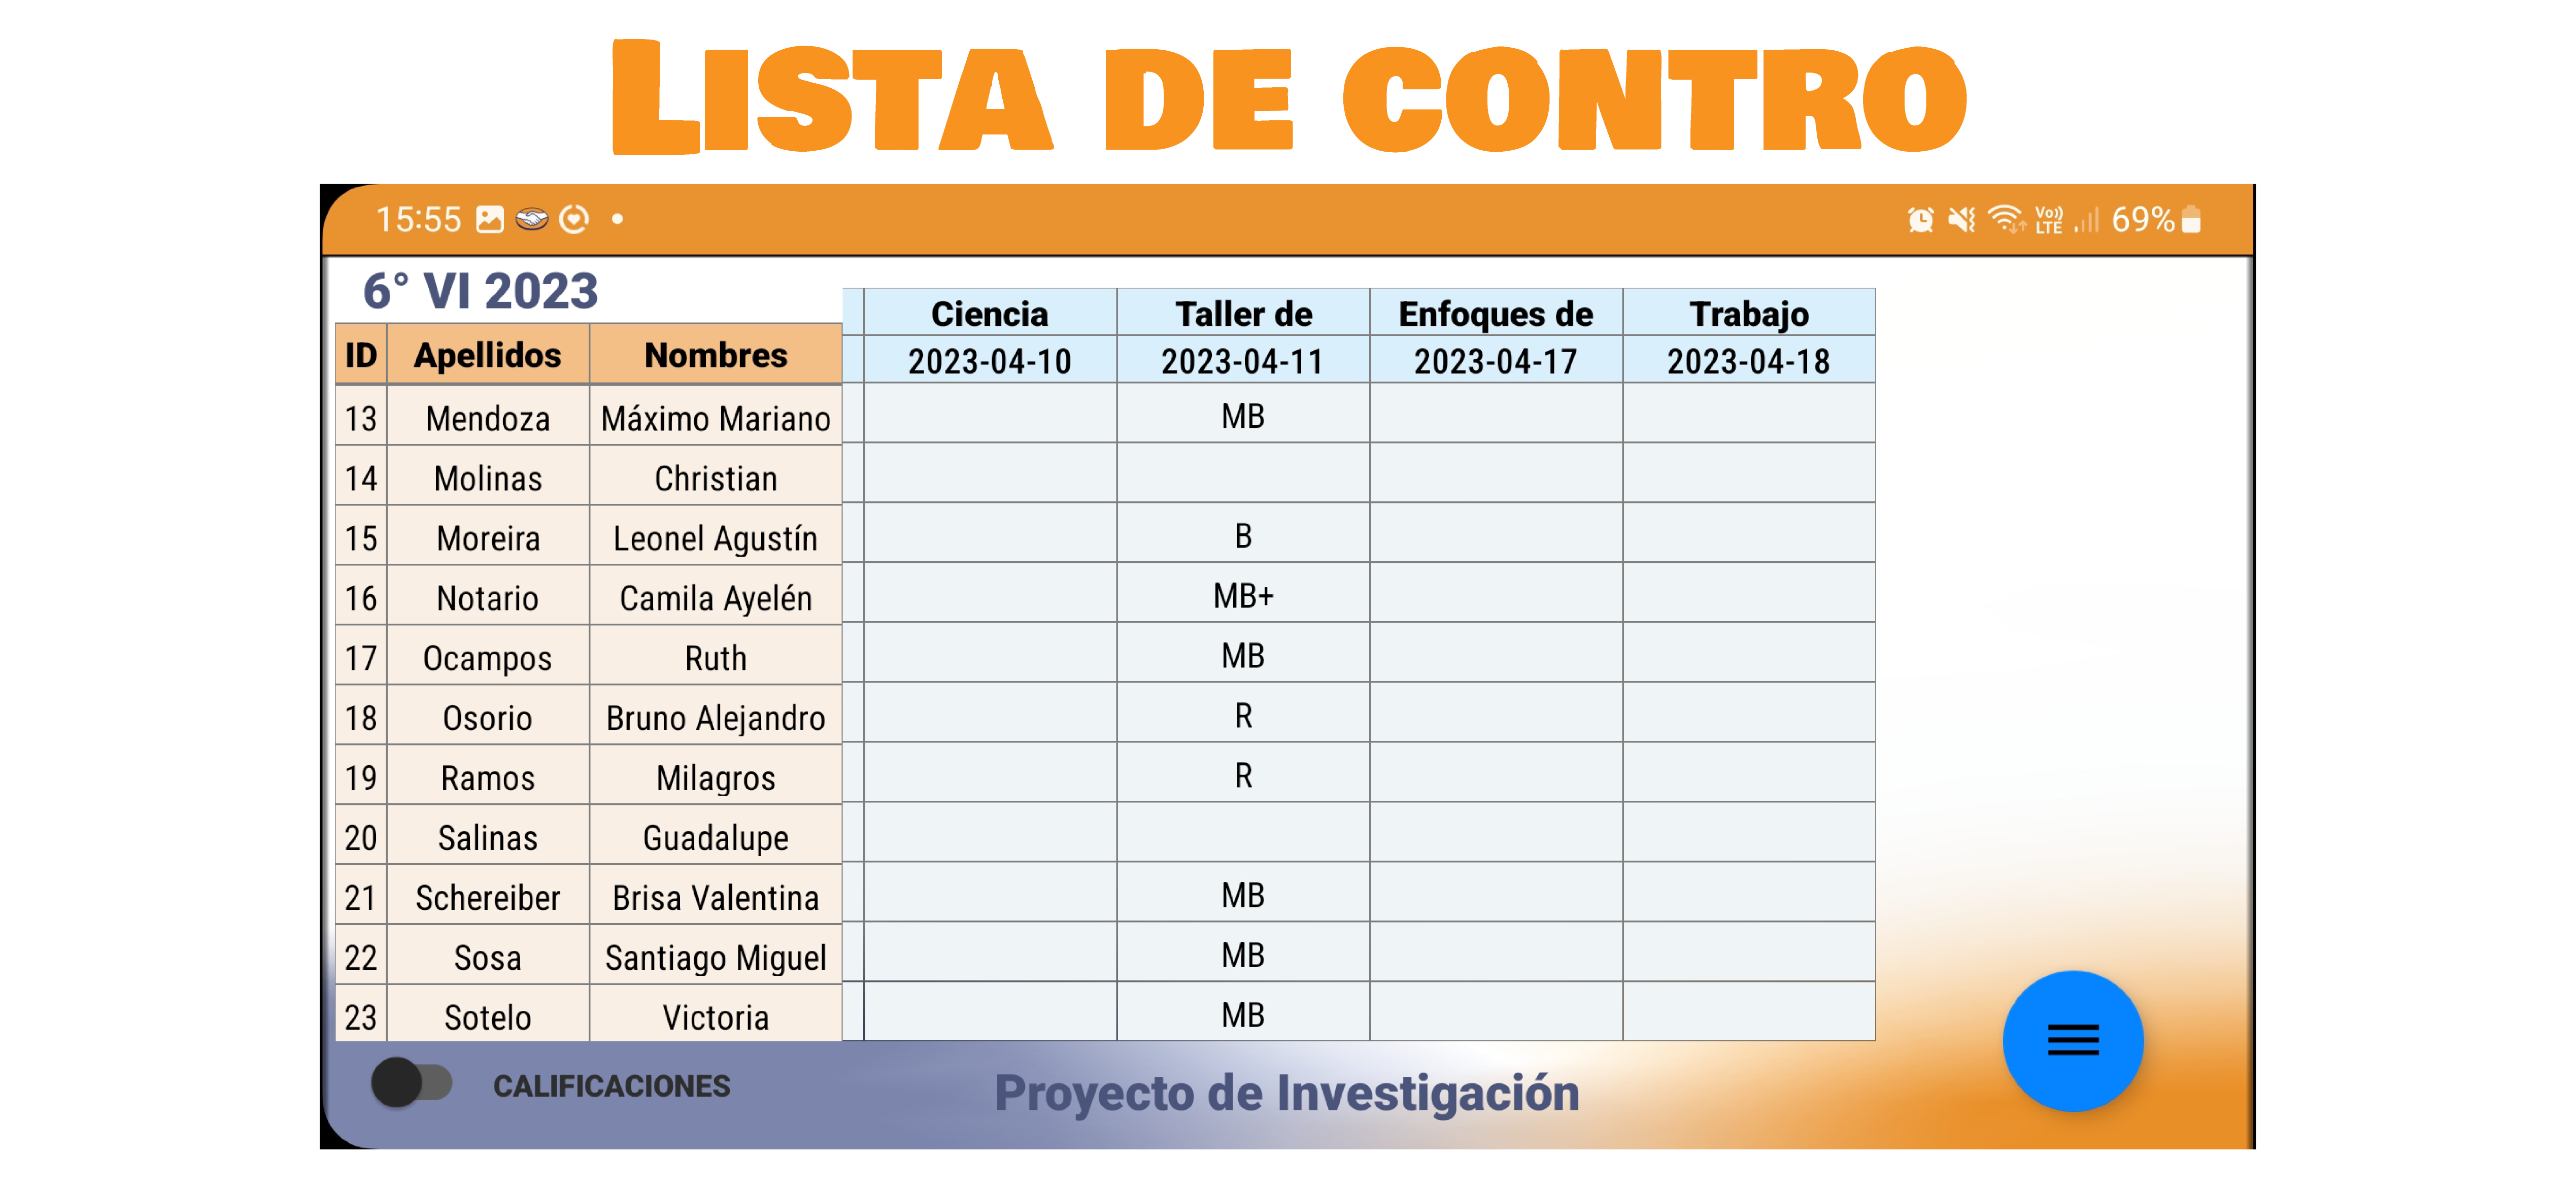 LISTA DE CONTRO
15:55 Vo)) LTE 69%
6° VI 2023
Ciencia Taller de Enfoques de Trabajo
ID Apellidos Nombres 2023-04-10 2023-04-11 2023-04-17 2023-04-18
13 Mendoza Máximo Mariano MB
14 Molinas Christian
15 Moreira Leonel Agustín B
16 Notario Camila Ayelén MB+
17 Ocampos Ruth MB
18 Osorio Bruno Alejandro R
19 Ramos Milagros R
20 Salinas Guadalupe
21 Schereiber Brisa Valentina MB
22 Sosa Santiago Miguel MB
23 Sotelo Victoria MB
CALIFICACIONES Proyecto de Investigación